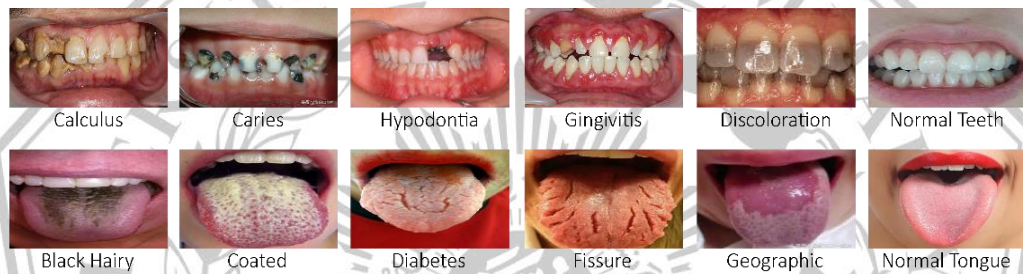 Calculus
Caries
Hypodontia
Gingivitis
Discoloration
Normal Teeth
Black Hairy
Coated
Diabetes
Fissure
Geographic
Normal Tongue